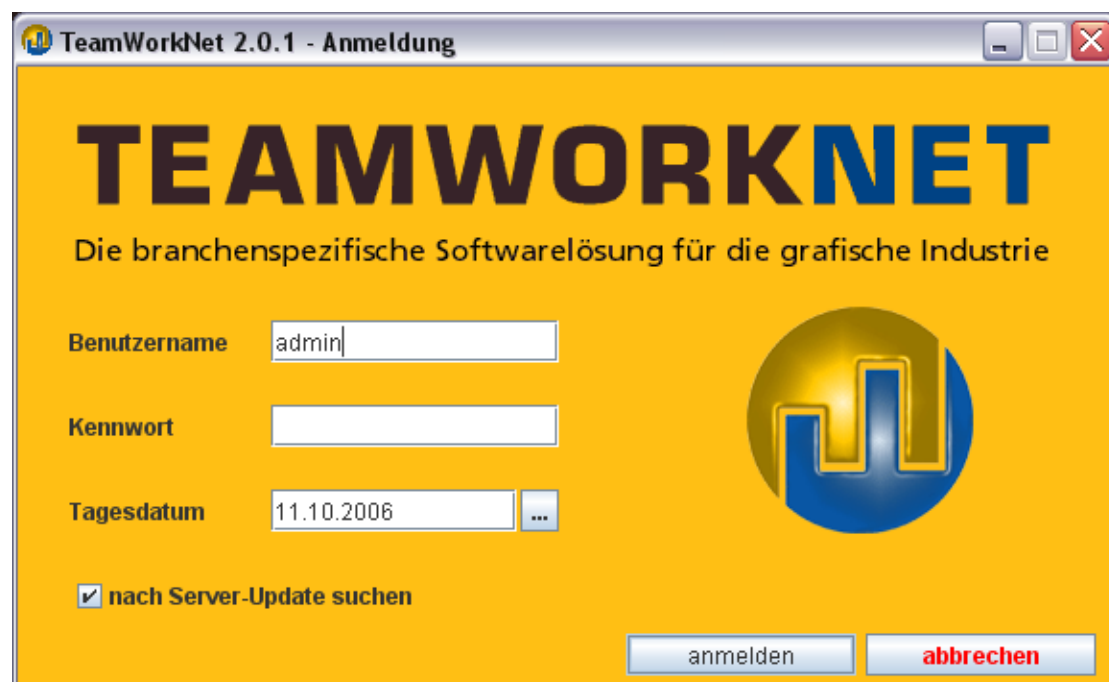 TeamWorkNet 2.0.1 - Anmeldung
TEAMWORKNET
Die branchenspezifische Softwarelösung für die grafische Industrie
Benutzername admin
Kennwort
Tagesdatum 11.10.2006 ...
nach Server-Update suchen
anmelden abbrechen